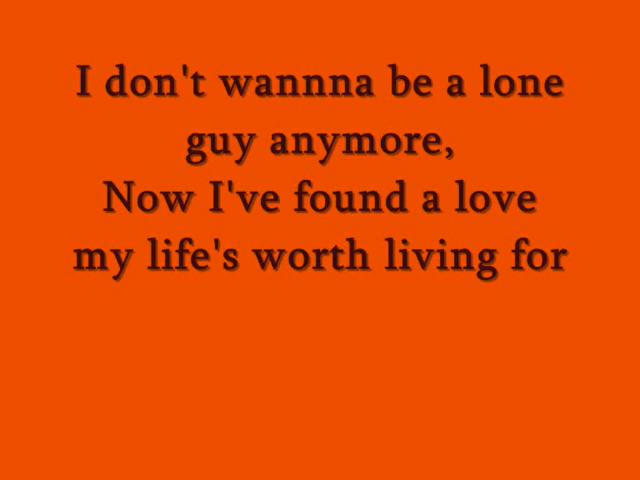 I don't wannna be a lone
guy anymore,
Now I've found a love
my life's worth living for